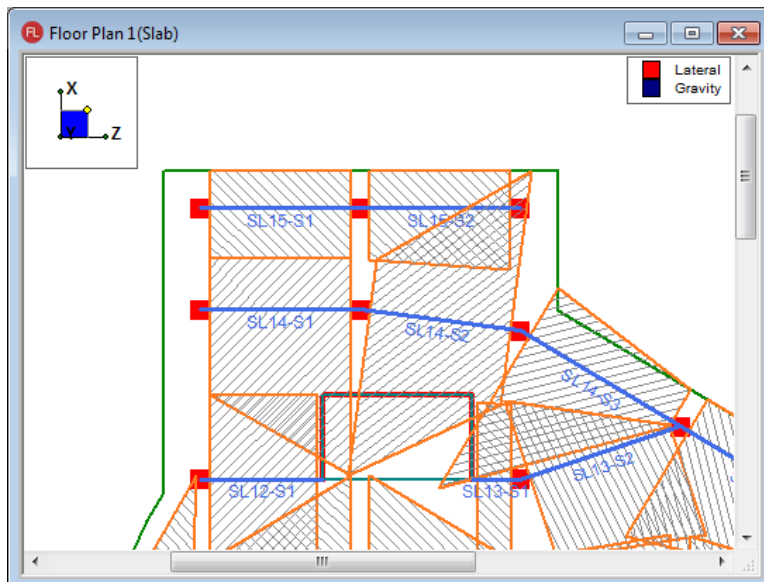 FL Floor Plan 1(Slab)
X
Y
Z
Lateral
Gravity
SL15-S1
SL15-S2
SL14-S1
SL14-S2
SL14-S3
SL13-S2
SL12-S1
SL13-S1